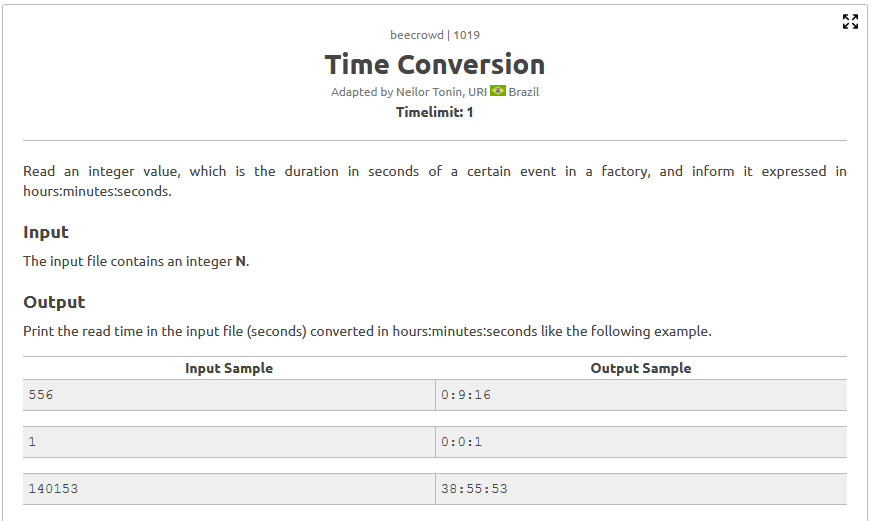 beecrowd | 1019
Time Conversion
Adapted by Neilor Tonin, URI Brazil
Timelimit: 1
Read an integer value, which is the duration in seconds of a certain event in a factory, and inform it expressed in
hours:minutes:seconds.
Input
The input file contains an integer N.
Output
Print the read time in the input file (seconds) converted in hours:minutes:seconds like the following example.
Input Sample Output Sample
556 0:9:16
1 0:0:1
140153 38:55:53